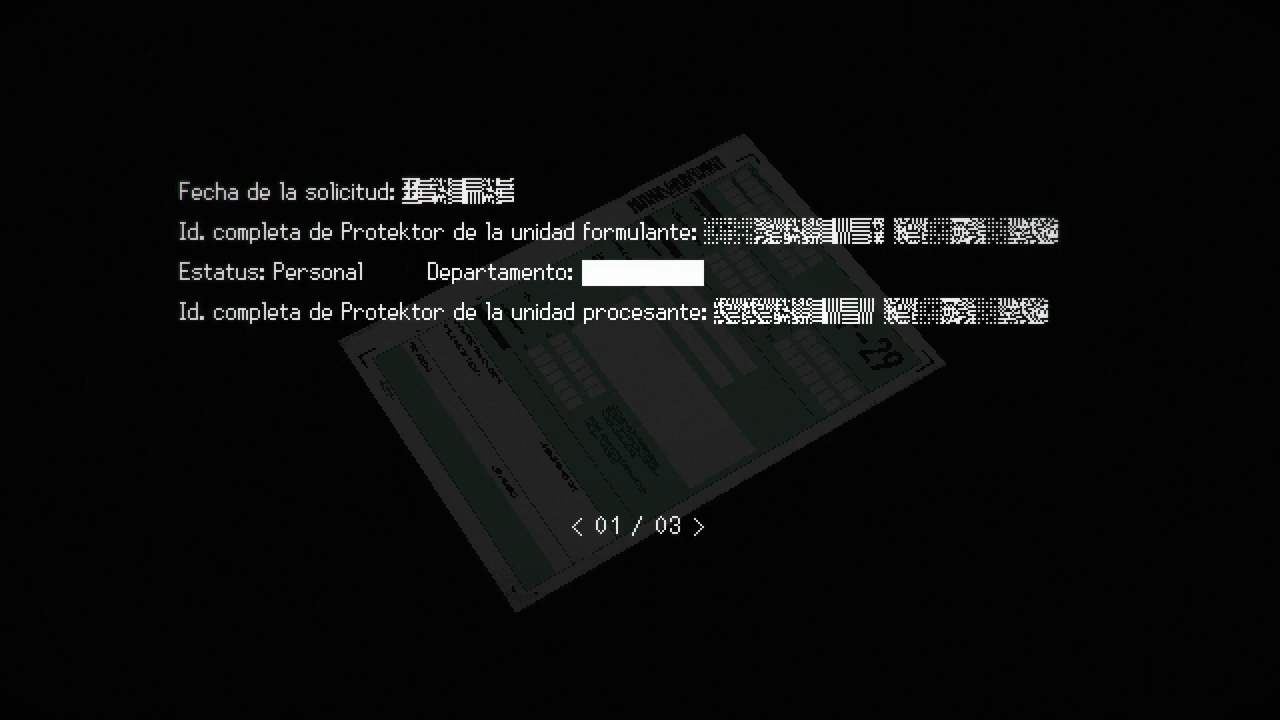 Fecha de la solicitud:
Id. completa de Protektor de la unidad formulante:
Estatus: Personal Departamento:
Id. completa de Protektor de la unidad procesante:
-29
< 01 / 03 >